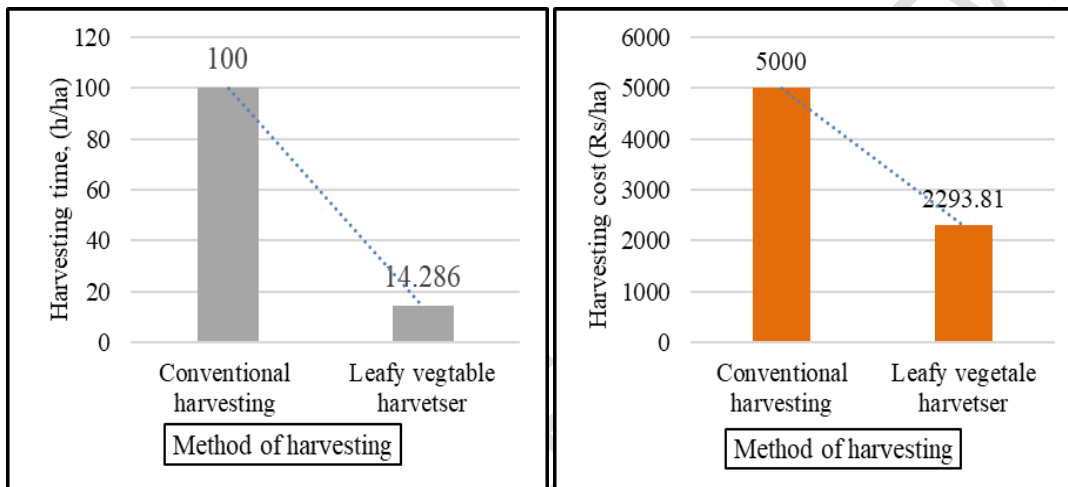 Harvesting time, (h/ha)
120
100
80
60
40
20
0
100
14.286
Conventional
harvesting
Leafy vegtable
harvetser
Method of harvesting
Harvesting cost (Rs/ha)
6000
5000
4000
3000
2000
1000
0
5000
2293.81
Conventional
harvesting
Leafy vegetale
harvetser
Method of harvesting